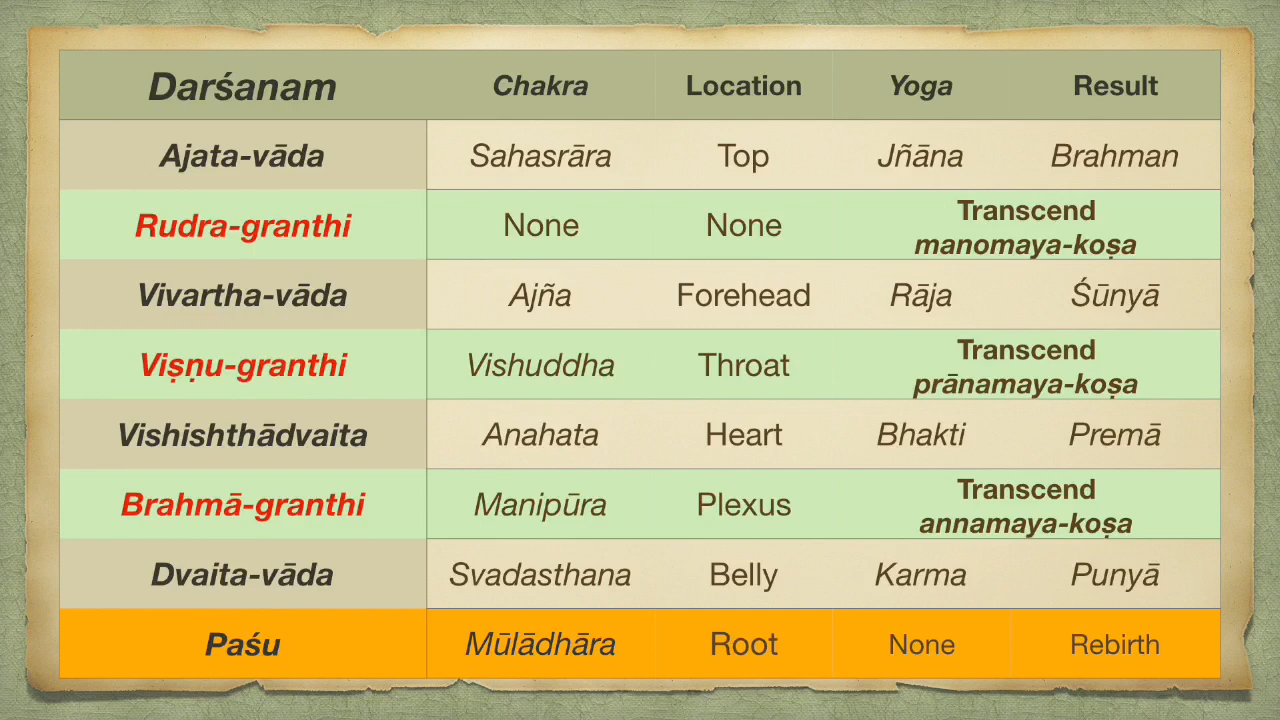 Darśanam Chakra Location Yoga Result
Ajata-vāda Sahasrāra Top Jñāna Brahman
Rudra-granthi None None Transcend
manomaya-koṣa
Vivartha-vāda Ajña Forehead Rāja Śūnyā
Viṣṇu-granthi Vishuddha Throat Transcend
prānamaya-koṣa
Vishishthādvaita Anahata Heart Bhakti Premā
Brahmā-granthi Manipūra Plexus Transcend
annamaya-koṣa
Dvaita-vāda Svadasthana Belly Karma Punyā
Paśu Mūlādhāra Root None Rebirth